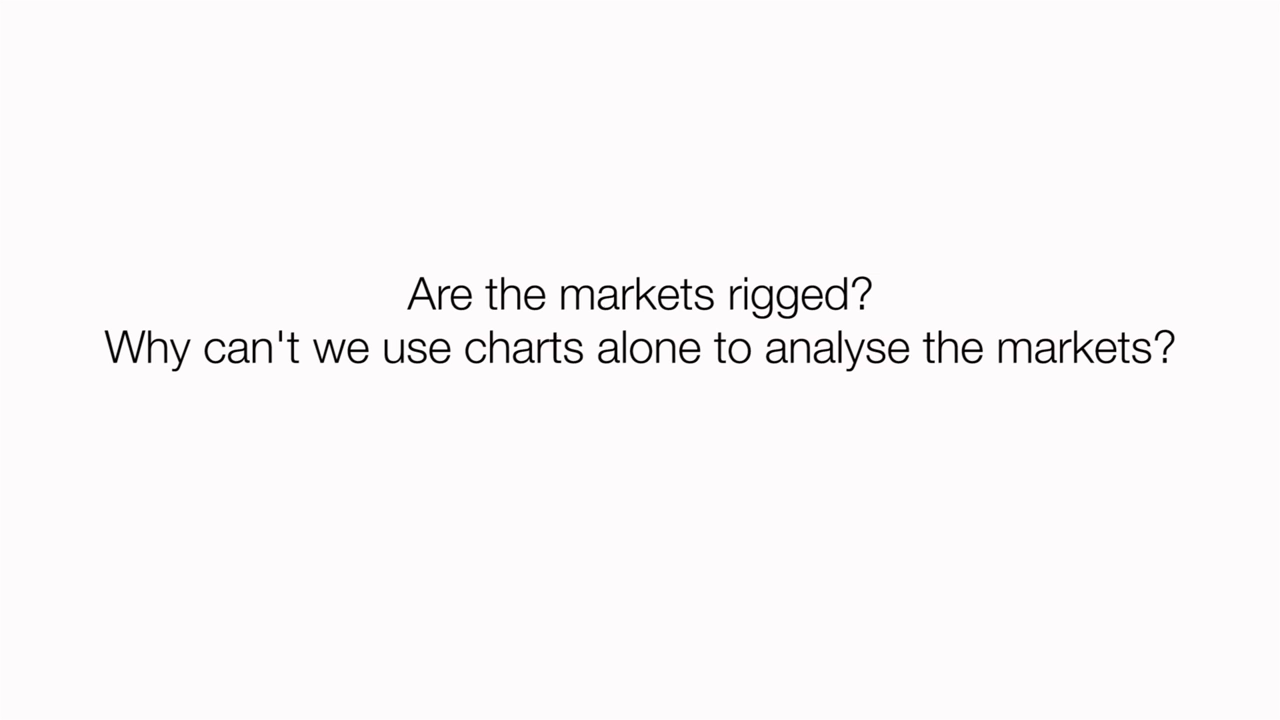 Are the markets rigged?
Why can't we use charts alone to analyse the markets?